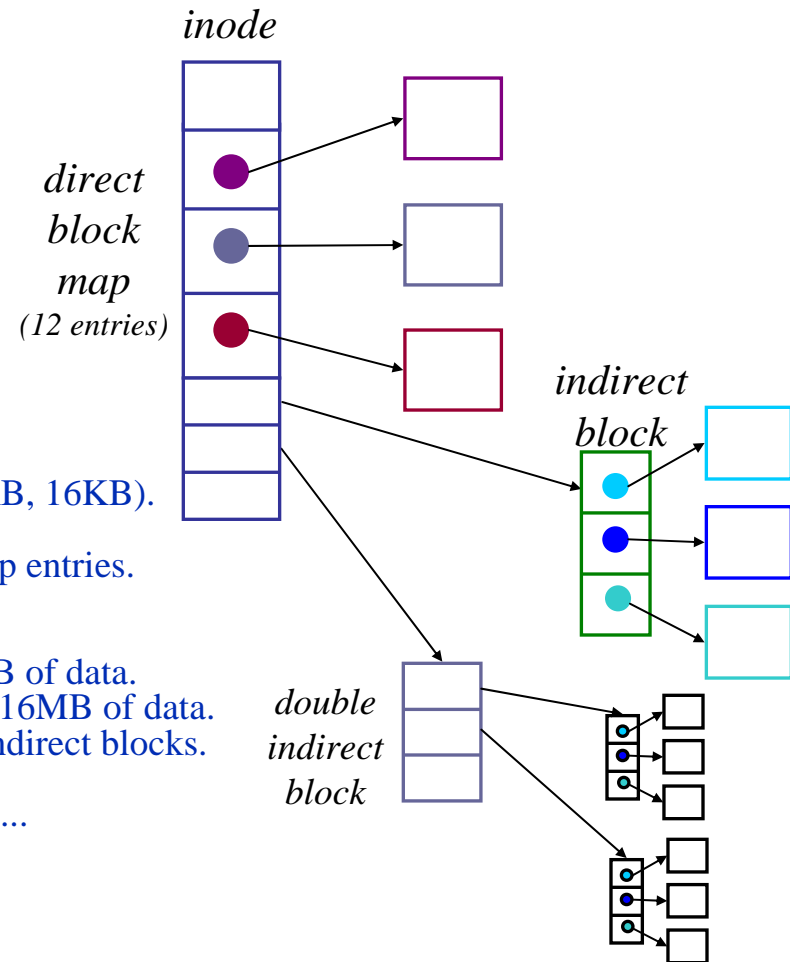 inode
direct
block
map
(12 entries)
indirect
block
B, 16KB).
p entries.
B of data.
16MB of data.
ndirect blocks.
...
double
indirect
block